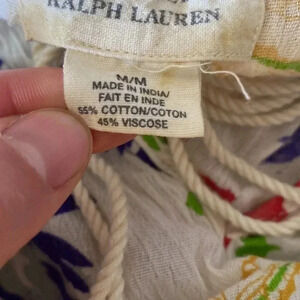 RALPH LAUREN
M/M
MADE IN INDIA/
FAIT EN INDE
55% COTTON/COTON
45% VISCOSE